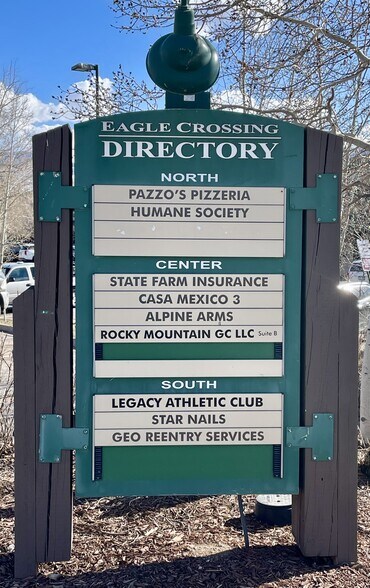 EAGLE CROSSING
DIRECTORY
NORTH
PAZZO'S PIZZERIA
HUMANE SOCIETY
CENTER
STATE FARM INSURANCE
CASA MEXICO 3
ALPINE ARMS
ROCKY MOUNTAIN GC LLC Suite B
SOUTH
LEGACY ATHLETIC CLUB
STAR NAILS
GEO REENTRY SERVICES